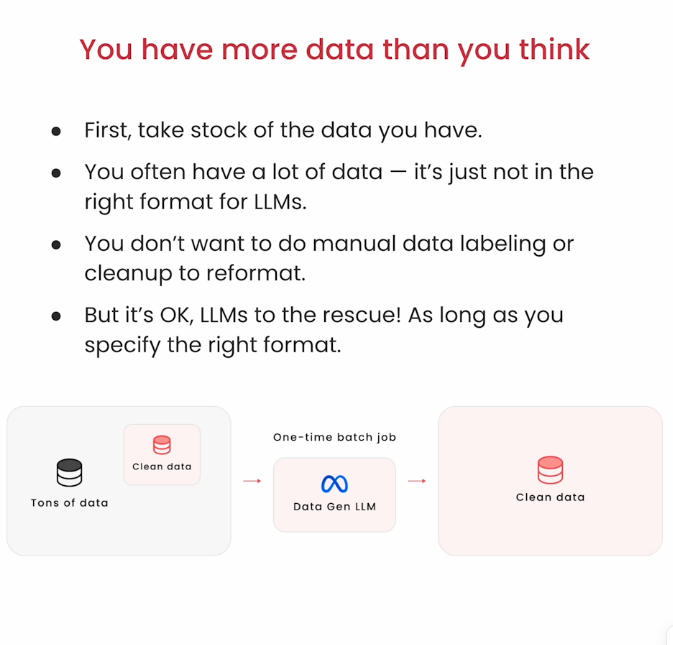 You have more data than you think
First, take stock of the data you have.
You often have a lot of data — it's just not in the
right format for LLMs.
You don't want to do manual data labeling or
cleanup to reformat.
But it's OK, LLMs to the rescue! As long as you
specify the right format.
Tons of data
Clean data
One-time batch job
Data Gen LLM
Clean data